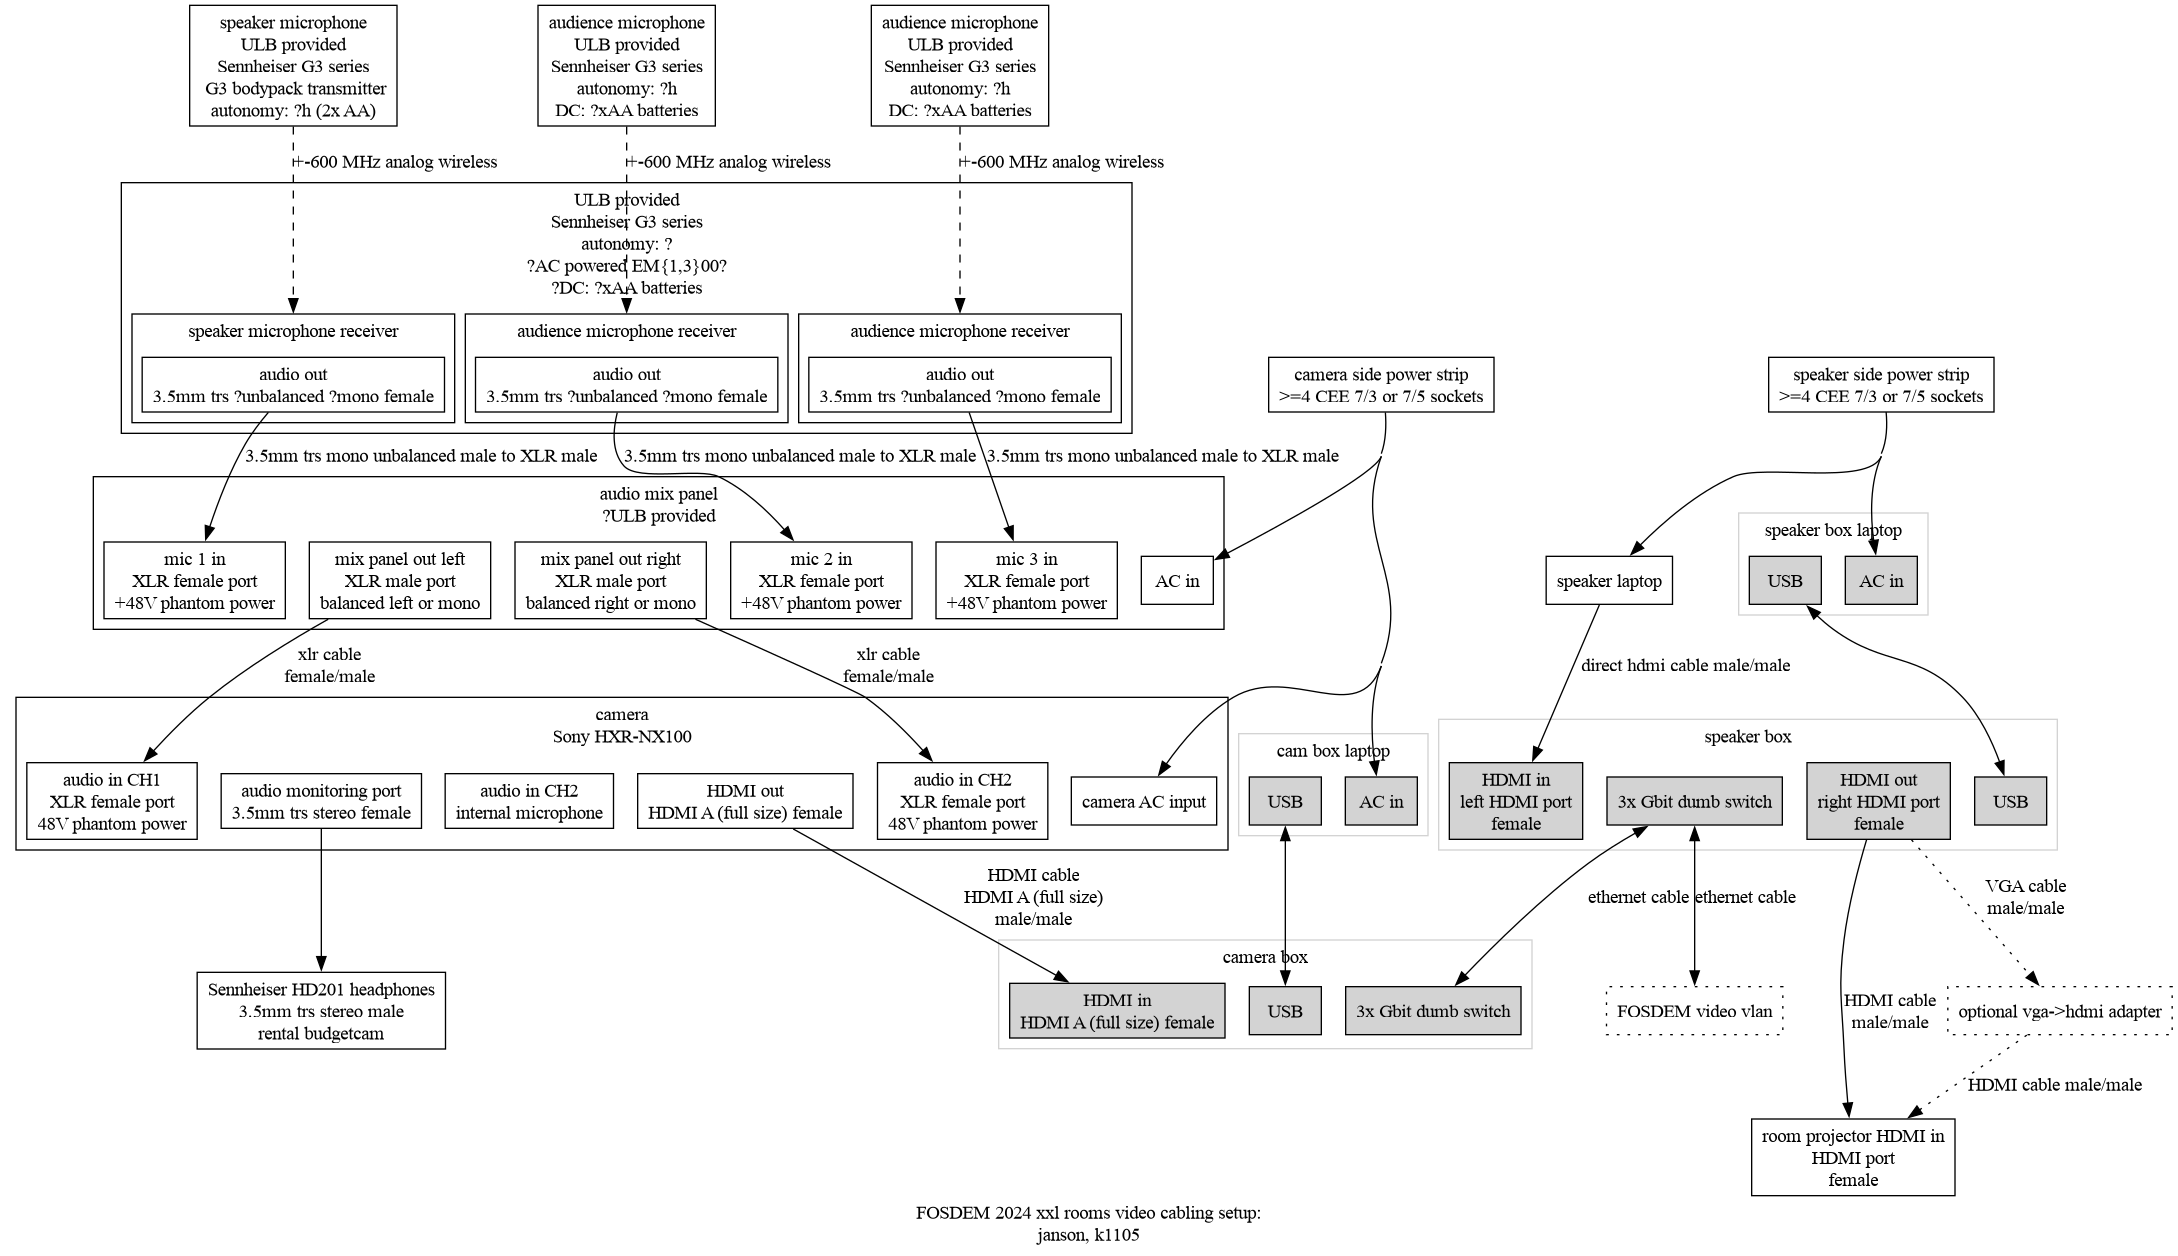 speaker microphone
ULB provided
Sennheiser G3 series
G3 bodypack transmitter
autonomy: ?h (2x AA)
audience microphone
ULB provided
Sennheiser G3 series
autonomy: ?h
DC: ?xAA batteries
audience microphone
ULB provided
Sennheiser G3 series
autonomy: ?h
DC: ?xAA batteries
+-600 MHz analog wireless
+-600 MHz analog wireless
+-600 MHz analog wireless
ULB provided
Sennheiser G3 series
autonomy: ?
?AC powered EM{1,3}00?
?DC: ?xAA batteries
speaker microphone receiver
audio out
3.5mm trs ?unbalanced ?mono female
audience microphone receiver
audio out
3.5mm trs ?unbalanced ?mono female
audience microphone receiver
audio out
3.5mm trs ?unbalanced ?mono female
camera side power strip
>=4 CEE 7/3 or 7/5 sockets
speaker side power strip
>=4 CEE 7/3 or 7/5 sockets
3.5mm trs mono unbalanced male to XLR male
3.5mm trs mono unbalanced male to XLR male
3.5mm trs mono unbalanced male to XLR male
audio mix panel
?ULB provided
mic 1 in
XLR female port
+48V phantom power
mix panel out left
XLR male port
balanced left or mono
mix panel out right
XLR male port
balanced right or mono
mic 2 in
XLR female port
+48V phantom power
mic 3 in
XLR female port
+48V phantom power
AC in
speaker laptop
speaker box laptop
USB
AC in
xlr cable
female/male
xlr cable
female/male
direct hdmi cable male/male
camera
Sony HXR-NX100
audio in CH1
XLR female port
48V phantom power
audio monitoring port
3.5mm trs stereo female
audio in CH2
internal microphone
HDMI out
HDMI A (full size) female
audio in CH2
XLR female port
48V phantom power
camera AC input
cam box laptop
USB
AC in
speaker box
HDMI in
left HDMI port
female
3x Gbit dumb switch
HDMI out
right HDMI port
female
USB
HDMI cable
HDMI A (full size)
male/male
ethernet cable
ethernet cable
VGA cable
male/male
Sennheiser HD201 headphones
3.5mm trs stereo male
rental budgetcam
camera box
HDMI in
HDMI A (full size) female
USB
3x Gbit dumb switch
FOSDEM video vlan
HDMI cable
male/male
optional vga->hdmi adapter
HDMI cable male/male
room projector HDMI in
HDMI port
female
FOSDEM 2024 xxl rooms video cabling setup:
janson, k1105